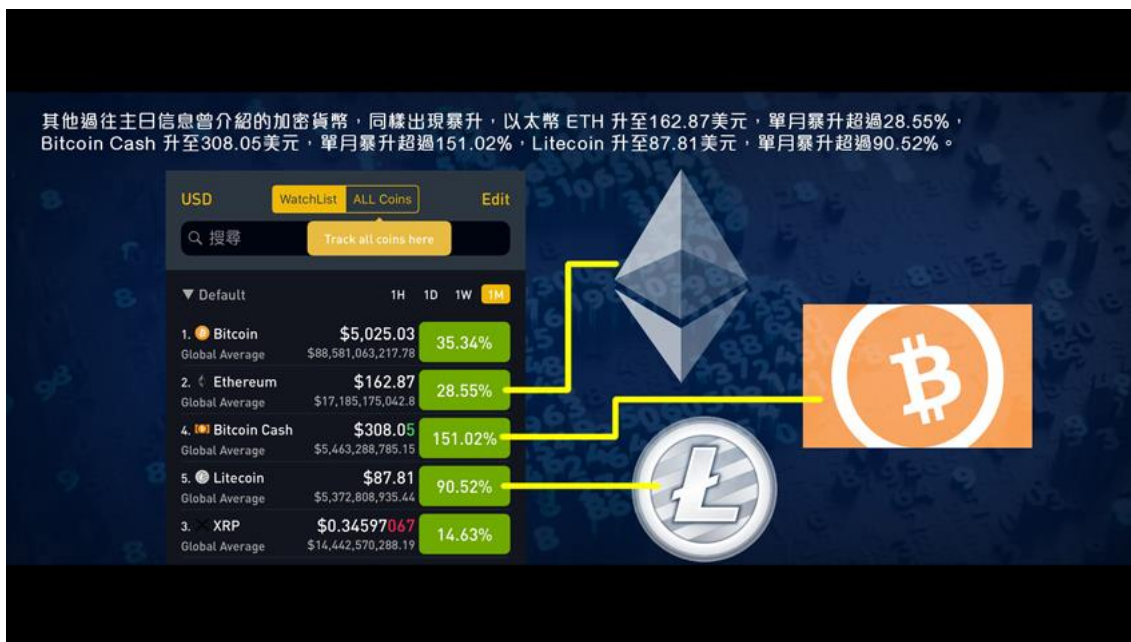 其他過往主日信息曾介紹的加密貨幣，同樣出現暴升，以太幣 ETH 升至162.87美元，單月暴升超過28.55%，
Bitcoin Cash 升至308.05美元，單月暴升超過151.02%，Litecoin 升至87.81美元，單月暴升超過90.52%。
USD WatchList ALL Coins Edit
搜尋 Track all coins here
▼ Default 1H 1D 1W 1M
1. Bitcoin $5,025.03 35.34%
Global Average $88,581,063,217.78
2. Ethereum $162.87 28.55%
Global Average $17,185,175,042.8
4. Bitcoin Cash $308.05 151.02%
Global Average $5,463,288,785.15
5. Litecoin $87.81 90.52%
Global Average $5,372,808,935.44
3. XRP $0.34597067 14.63%
Global Average $14,442,570,288.19